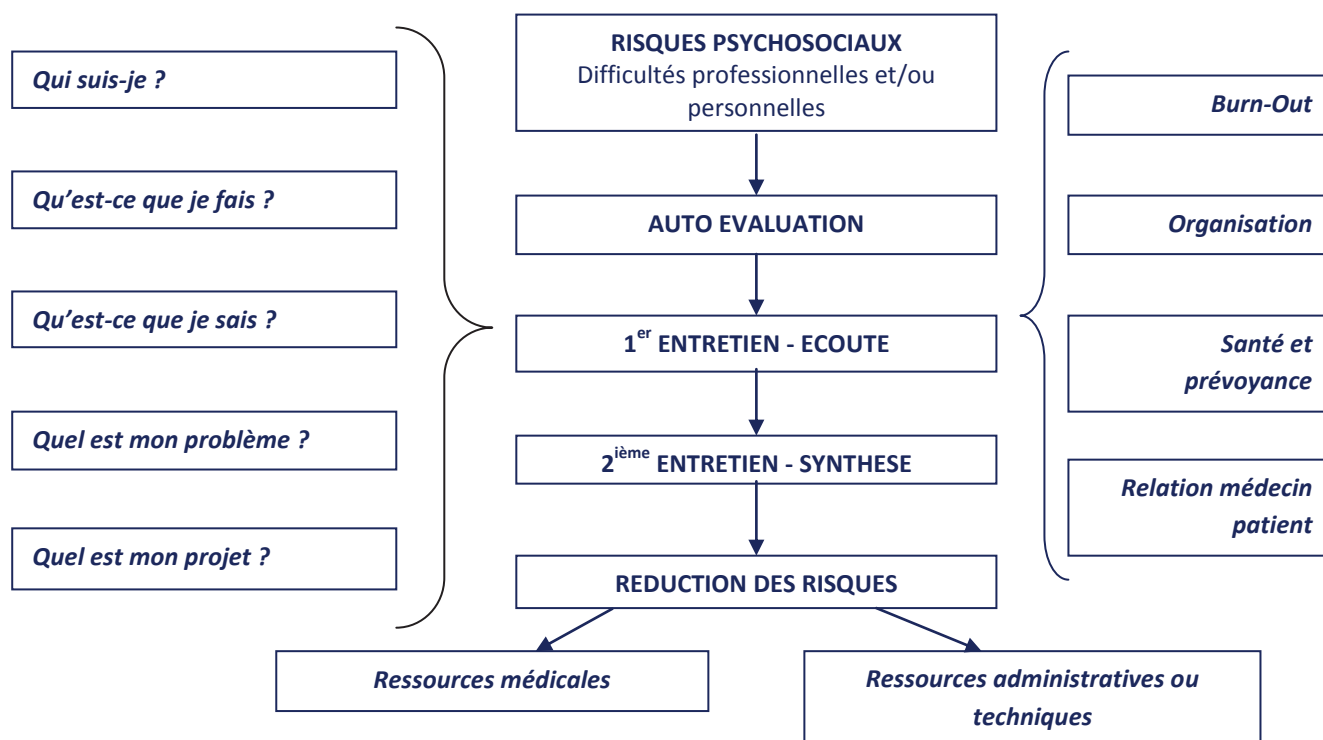 Qui suis-je ?
Qu’est-ce que je fais ?
Qu’est-ce que je sais ?
Quel est mon problème ?
Quel est mon projet ?
RISQUES PSYCHOSOCIAUX
Difficultés professionnelles et/ou
personnelles
AUTO EVALUATION
1er ENTRETIEN - ECOUTE
2ième ENTRETIEN - SYNTHESE
REDUCTION DES RISQUES
Ressources médicales
Ressources administratives ou
techniques
Burn-Out
Organisation
Santé et
prévoyance
Relation médecin
patient